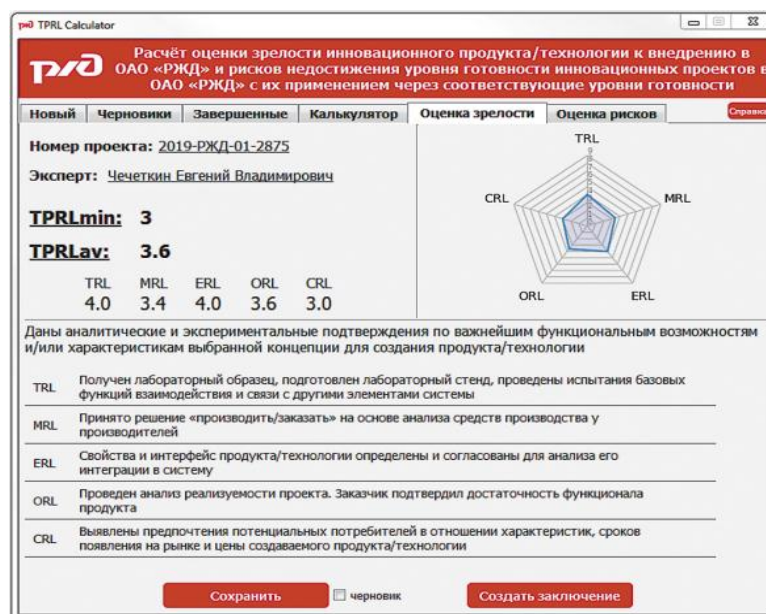 ржд TPRL Calculator
ржд
Расчёт оценки зрелости инновационного продукта/технологии к внедрению в
ОАО «РЖД» и рисков недостижения уровня готовности инновационных проектов в
ОАО «РЖД» с их применением через соответствующие уровни готовности
Новый Черновики Завершенные Калькулятор Оценка зрелости Оценка рисков Справка
Номер проекта: 2019-РЖД-01-2875
Эксперт: Чечеткин Евгений Владимирович
TPRLmin: 3
TPRLav: 3.6
TRL MRL ERL ORL CRL
4.0 3.4 4.0 3.6 3.0
TRL
CRL MRL
ORL ERL
Даны аналитические и экспериментальные подтверждения по важнейшим функциональным возможностям
и/или характеристикам выбранной концепции для создания продукта/технологии
TRL Получен лабораторный образец, подготовлен лабораторный стенд, проведены испытания базовых
функций взаимодействия и связи с другими элементами системы
MRL Принято решение «производить/заказать» на основе анализа средств производства у
производителей
ERL Свойства и интерфейс продукта/технологии определены и согласованы для анализа его
интеграции в систему
ORL Проведен анализ реализуемости проекта. Заказчик подтвердил достаточность функционала
продукта
CRL Выявлены предпочтения потенциальных потребителей в отношении характеристик, сроков
появления на рынке и цены создаваемого продукта/технологии
Сохранить черновик Создать заключение